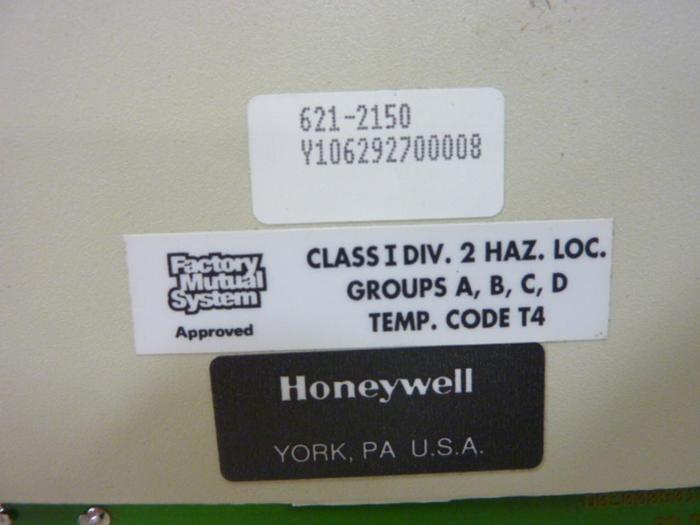 621-2150
Y106292700008
Factory
Mutual
System
Approved
CLASS I DIV. 2 HAZ. LOC.
GROUPS A, B, C, D
TEMP. CODE T4
Honeywell
YORK, PA U.S.A.